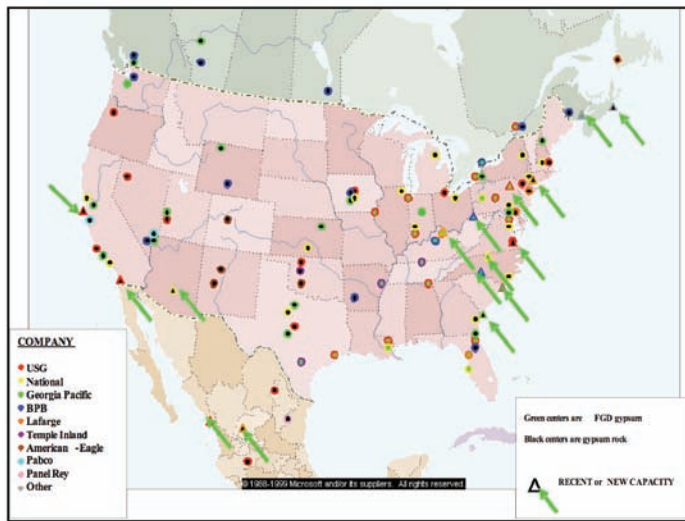 COMPANY
USG
National
Georgia Pacific
BPB
Lafarge
Temple Inland
American -Eagle
Pabco
Panel Rey
Other
Green centers are FGD gypsum
Black centers are gypsum rock
RECENT or NEW CAPACITY
© 1988-1999 Microsoft and/or its suppliers. All rights reserved.